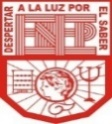 DESPERTAR
A LA LUZ POR
EL SABER
ENP